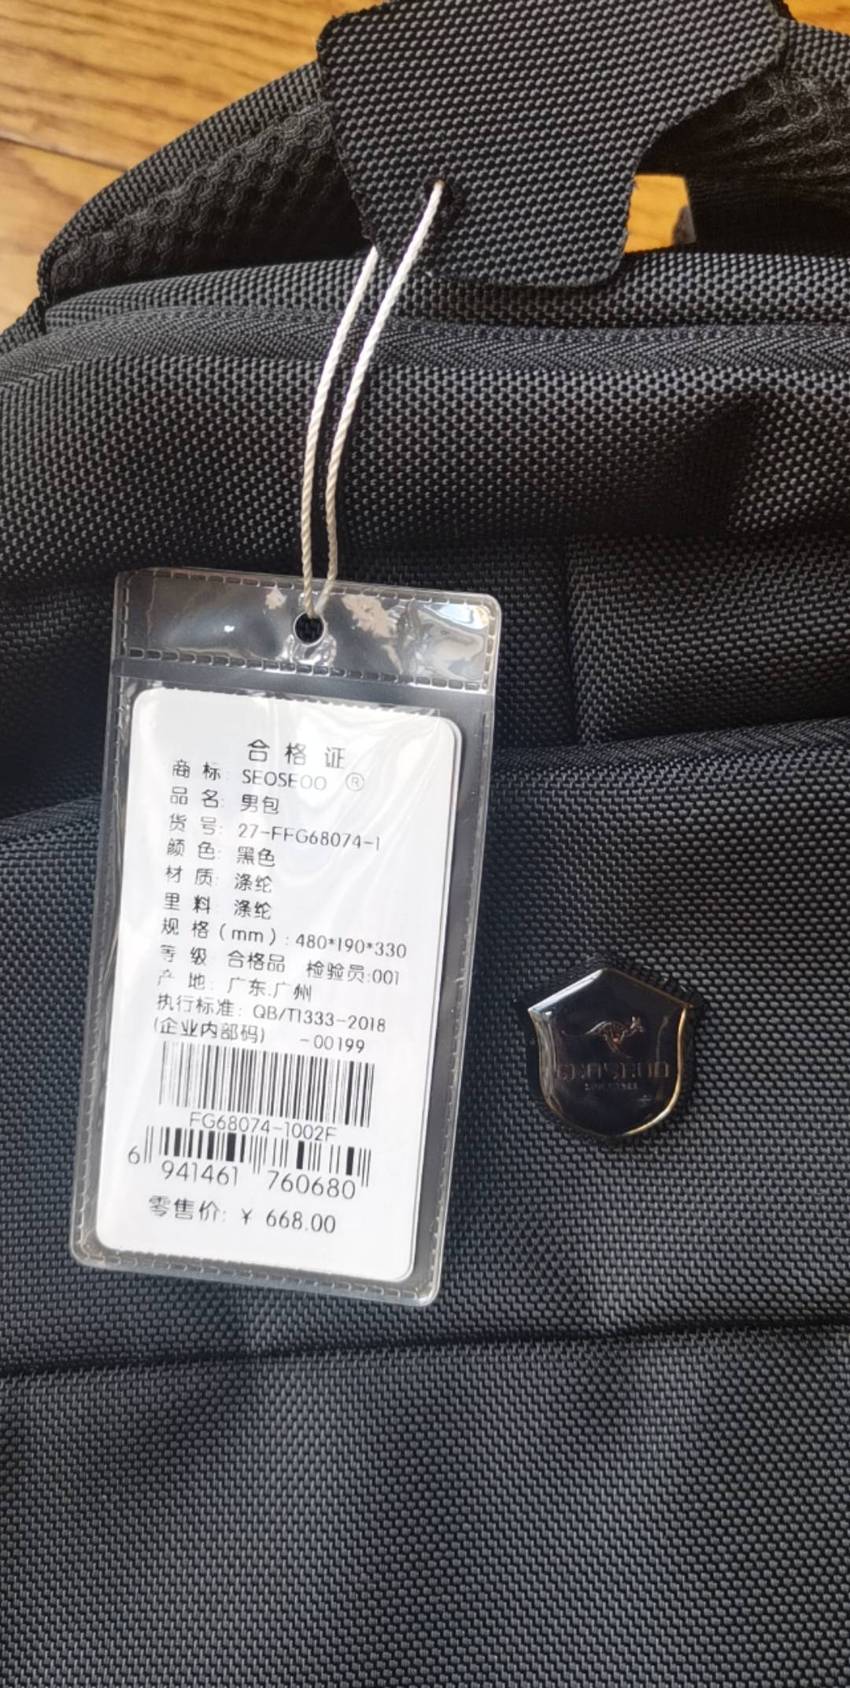 合格证
商标: SEOSEOO ®
品名: 男包
货号: 27-FFG68074-1
颜色: 黑色
材质: 涤纶
里料 涤纶
规格(mm): 480*190*330
等级 合格品 检验员:001
产地: 广东.广州
执行标准: QB/T1333-2018
(企业内部码) -00199
FG68074-1002F
6 941461 760680
零售价: ¥ 668.00
SEOSEOO